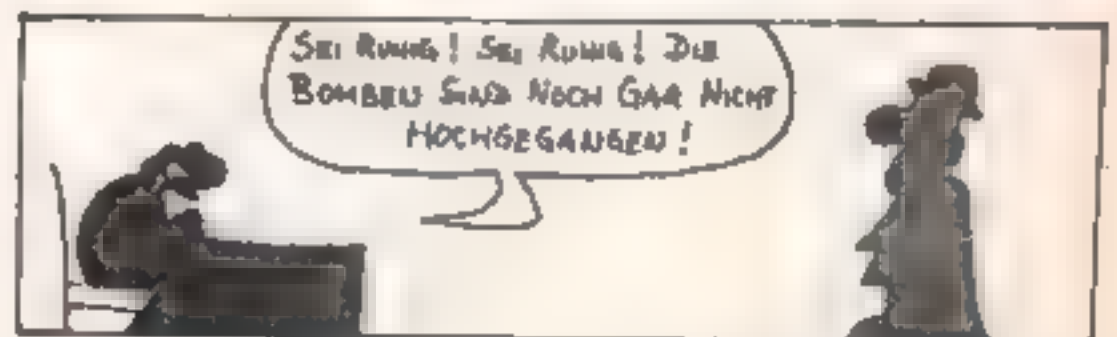 SEI RUHIG! SEI RUHIG! DIE
BOMBEN SIND NOCH GAR NICHT
HOCHGEGANGEN!